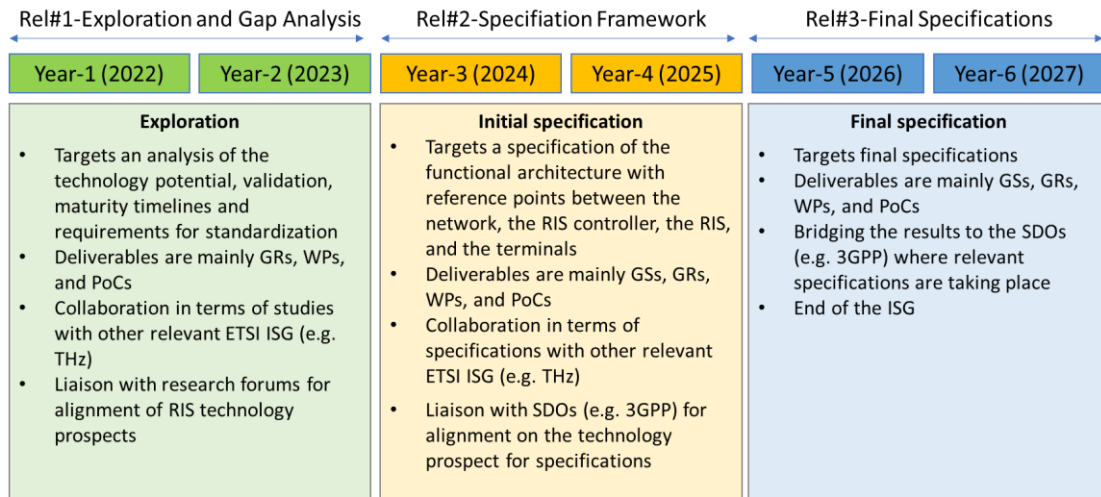 Rel#1-Exploration and Gap Analysis
Rel#2-Specifiation Framework
Rel#3-Final Specifications
Year-1 (2022)
Year-2 (2023)
Year-3 (2024)
Year-4 (2025)
Year-5 (2026)
Year-6 (2027)
Exploration
• Targets an analysis of the
technology potential, validation,
maturity timelines and
requirements for standardization
• Deliverables are mainly GRs, WPs,
and PoCs
• Collaboration in terms of studies
with other relevant ETSI ISG (e.g.
THz)
• Liaison with research forums for
alignment of RIS technology
prospects
Initial specification
• Targets a specification of the
functional architecture with
reference points between the
network, the RIS controller, the RIS,
and the terminals
• Deliverables are mainly GSs, GRs,
WPs, and PoCs
• Collaboration in terms of
specifications with other relevant
ETSI ISG (e.g. THz)
• Liaison with SDOs (e.g. 3GPP) for
alignment on the technology
prospect for specifications
Final specification
• Targets final specifications
• Deliverables are mainly GSs, GRs,
WPs, and PoCs
• Bridging the results to the SDOs
(e.g. 3GPP) where relevant
specifications are taking place
• End of the ISG